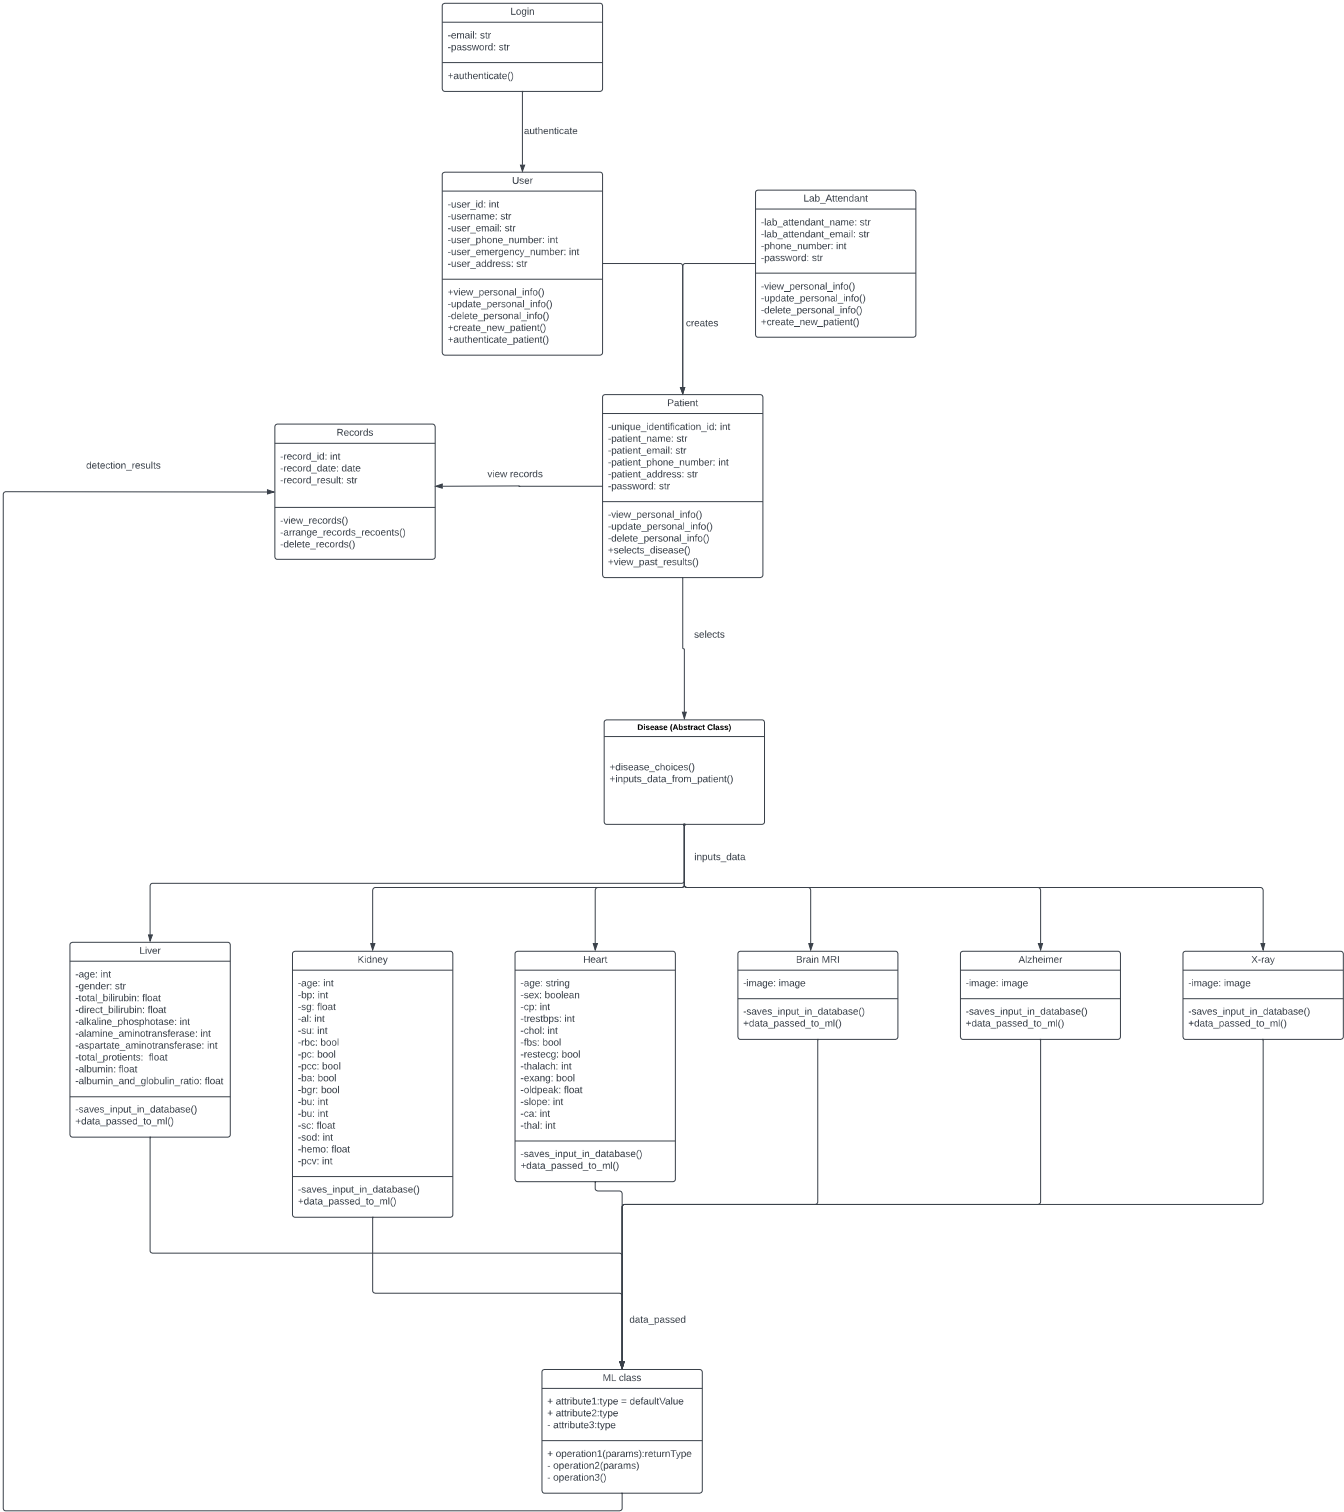 Login
-email: str
-password: str
+authenticate()
authenticate
User
-user_id: int
-username: str
-user_email: str
-user_phone_number: int
-user_emergency_number: int
-user_address: str
+view_personal_info()
-update_personal_info()
-delete_personal_info()
+create_new_patient()
+authenticate_patient()
Lab_Attendant
-lab_attendant_name: str
-lab_attendant_email: str
-phone_number: int
-password: str
-view_personal_info()
-update_personal_info()
-delete_personal_info()
+create_new_patient()
creates
Patient
-unique_identification_id: int
-patient_name: str
-patient_email: str
-patient_phone_number: int
-patient_address: str
-password: str
-view_personal_info()
-update_personal_info()
-delete_personal_info()
+selects_disease()
+view_past_results()
view records
Records
-record_id: int
-record_date: date
-record_result: str
-view_records()
-arrange_records_recoents()
-delete_records()
detection_results
selects
Disease (Abstract Class)
+disease_choices()
+inputs_data_from_patient()
inputs_data
Liver
-age: int
-gender: str
-total_bilirubin: float
-direct_bilirubin: float
-alkaline_phosphotase: int
-alamine_aminotransferase: int
-aspartate_aminotransferase: int
-total_protients:  float
-albumin: float
-albumin_and_globulin_ratio: float
-saves_input_in_database()
+data_passed_to_ml()
Kidney
-age: int
-bp: int
-sg: float
-al: int
-su: int
-rbc: bool
-pc: bool
-pcc: bool
-ba: bool
-bgr: bool
-bu: int
-bu: int
-sc: float
-sod: int
-hemo: float
-pcv: int
-saves_input_in_database()
+data_passed_to_ml()
Heart
-age: string
-sex: boolean
-cp: int
-trestbps: int
-chol: int
-fbs: bool
-restecg: bool
-thalach: int
-exang: bool
-oldpeak: float
-slope: int
-ca: int
-thal: int
-saves_input_in_database()
+data_passed_to_ml()
Brain MRI
-image: image
-saves_input_in_database()
+data_passed_to_ml()
Alzheimer
-image: image
-saves_input_in_database()
+data_passed_to_ml()
X-ray
-image: image
-saves_input_in_database()
+data_passed_to_ml()
data_passed
ML class
+ attribute1:type = defaultValue
+ attribute2:type
- attribute3:type
+ operation1(params):returnType
- operation2(params)
- operation3()